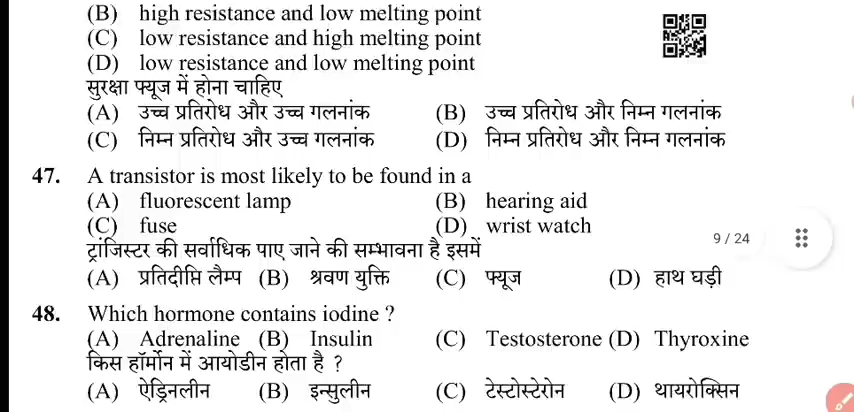 (B) high resistance and low melting point
(C) low resistance and high melting point
(D) low resistance and low melting point
सुरक्षा फ्यूज में होना चाहिए
(A) उच्च प्रतिरोध और उच्च गलनांक (B) उच्च प्रतिरोध और निम्न गलनांक
(C) निम्न प्रतिरोध और उच्च गलनांक (D) निम्न प्रतिरोध और निम्न गलनांक
47. A transistor is most likely to be found in a
(A) fluorescent lamp (B) hearing aid
(C) fuse (D) wrist watch
ट्रांजिस्टर की सर्वाधिक पाए जाने की सम्भावना है इसमें
9 / 24
(A) प्रतिदीप्ति लैम्प (B) श्रवण युक्ति (C) फ्यूज (D) हाथ घड़ी
48. Which hormone contains iodine ?
(A) Adrenaline (B) Insulin (C) Testosterone (D) Thyroxine
किस हॉर्मोन में आयोडीन होता है ?
(A) ऐड्रिनलीन (B) इन्सुलीन (C) टेस्टोस्टेरोन (D) थायरोक्सिन